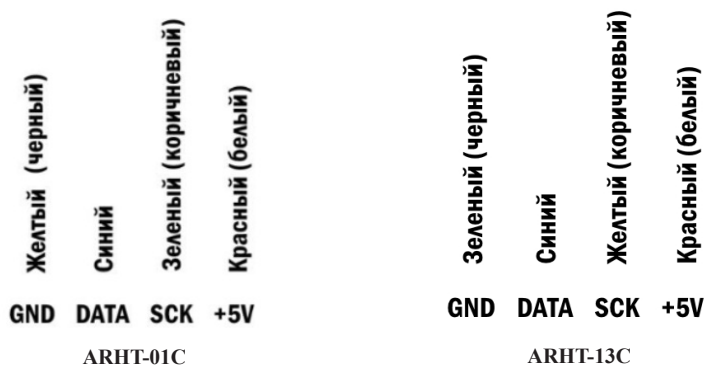 Желтый (черный)
Синий
Зеленый (коричневый)
Красный (белый)
GND DATA SCK +5V
ARHT-01C
Зеленый (черный)
Синий
Желтый (коричневый)
Красный (белый)
GND DATA SCK +5V
ARHT-13C